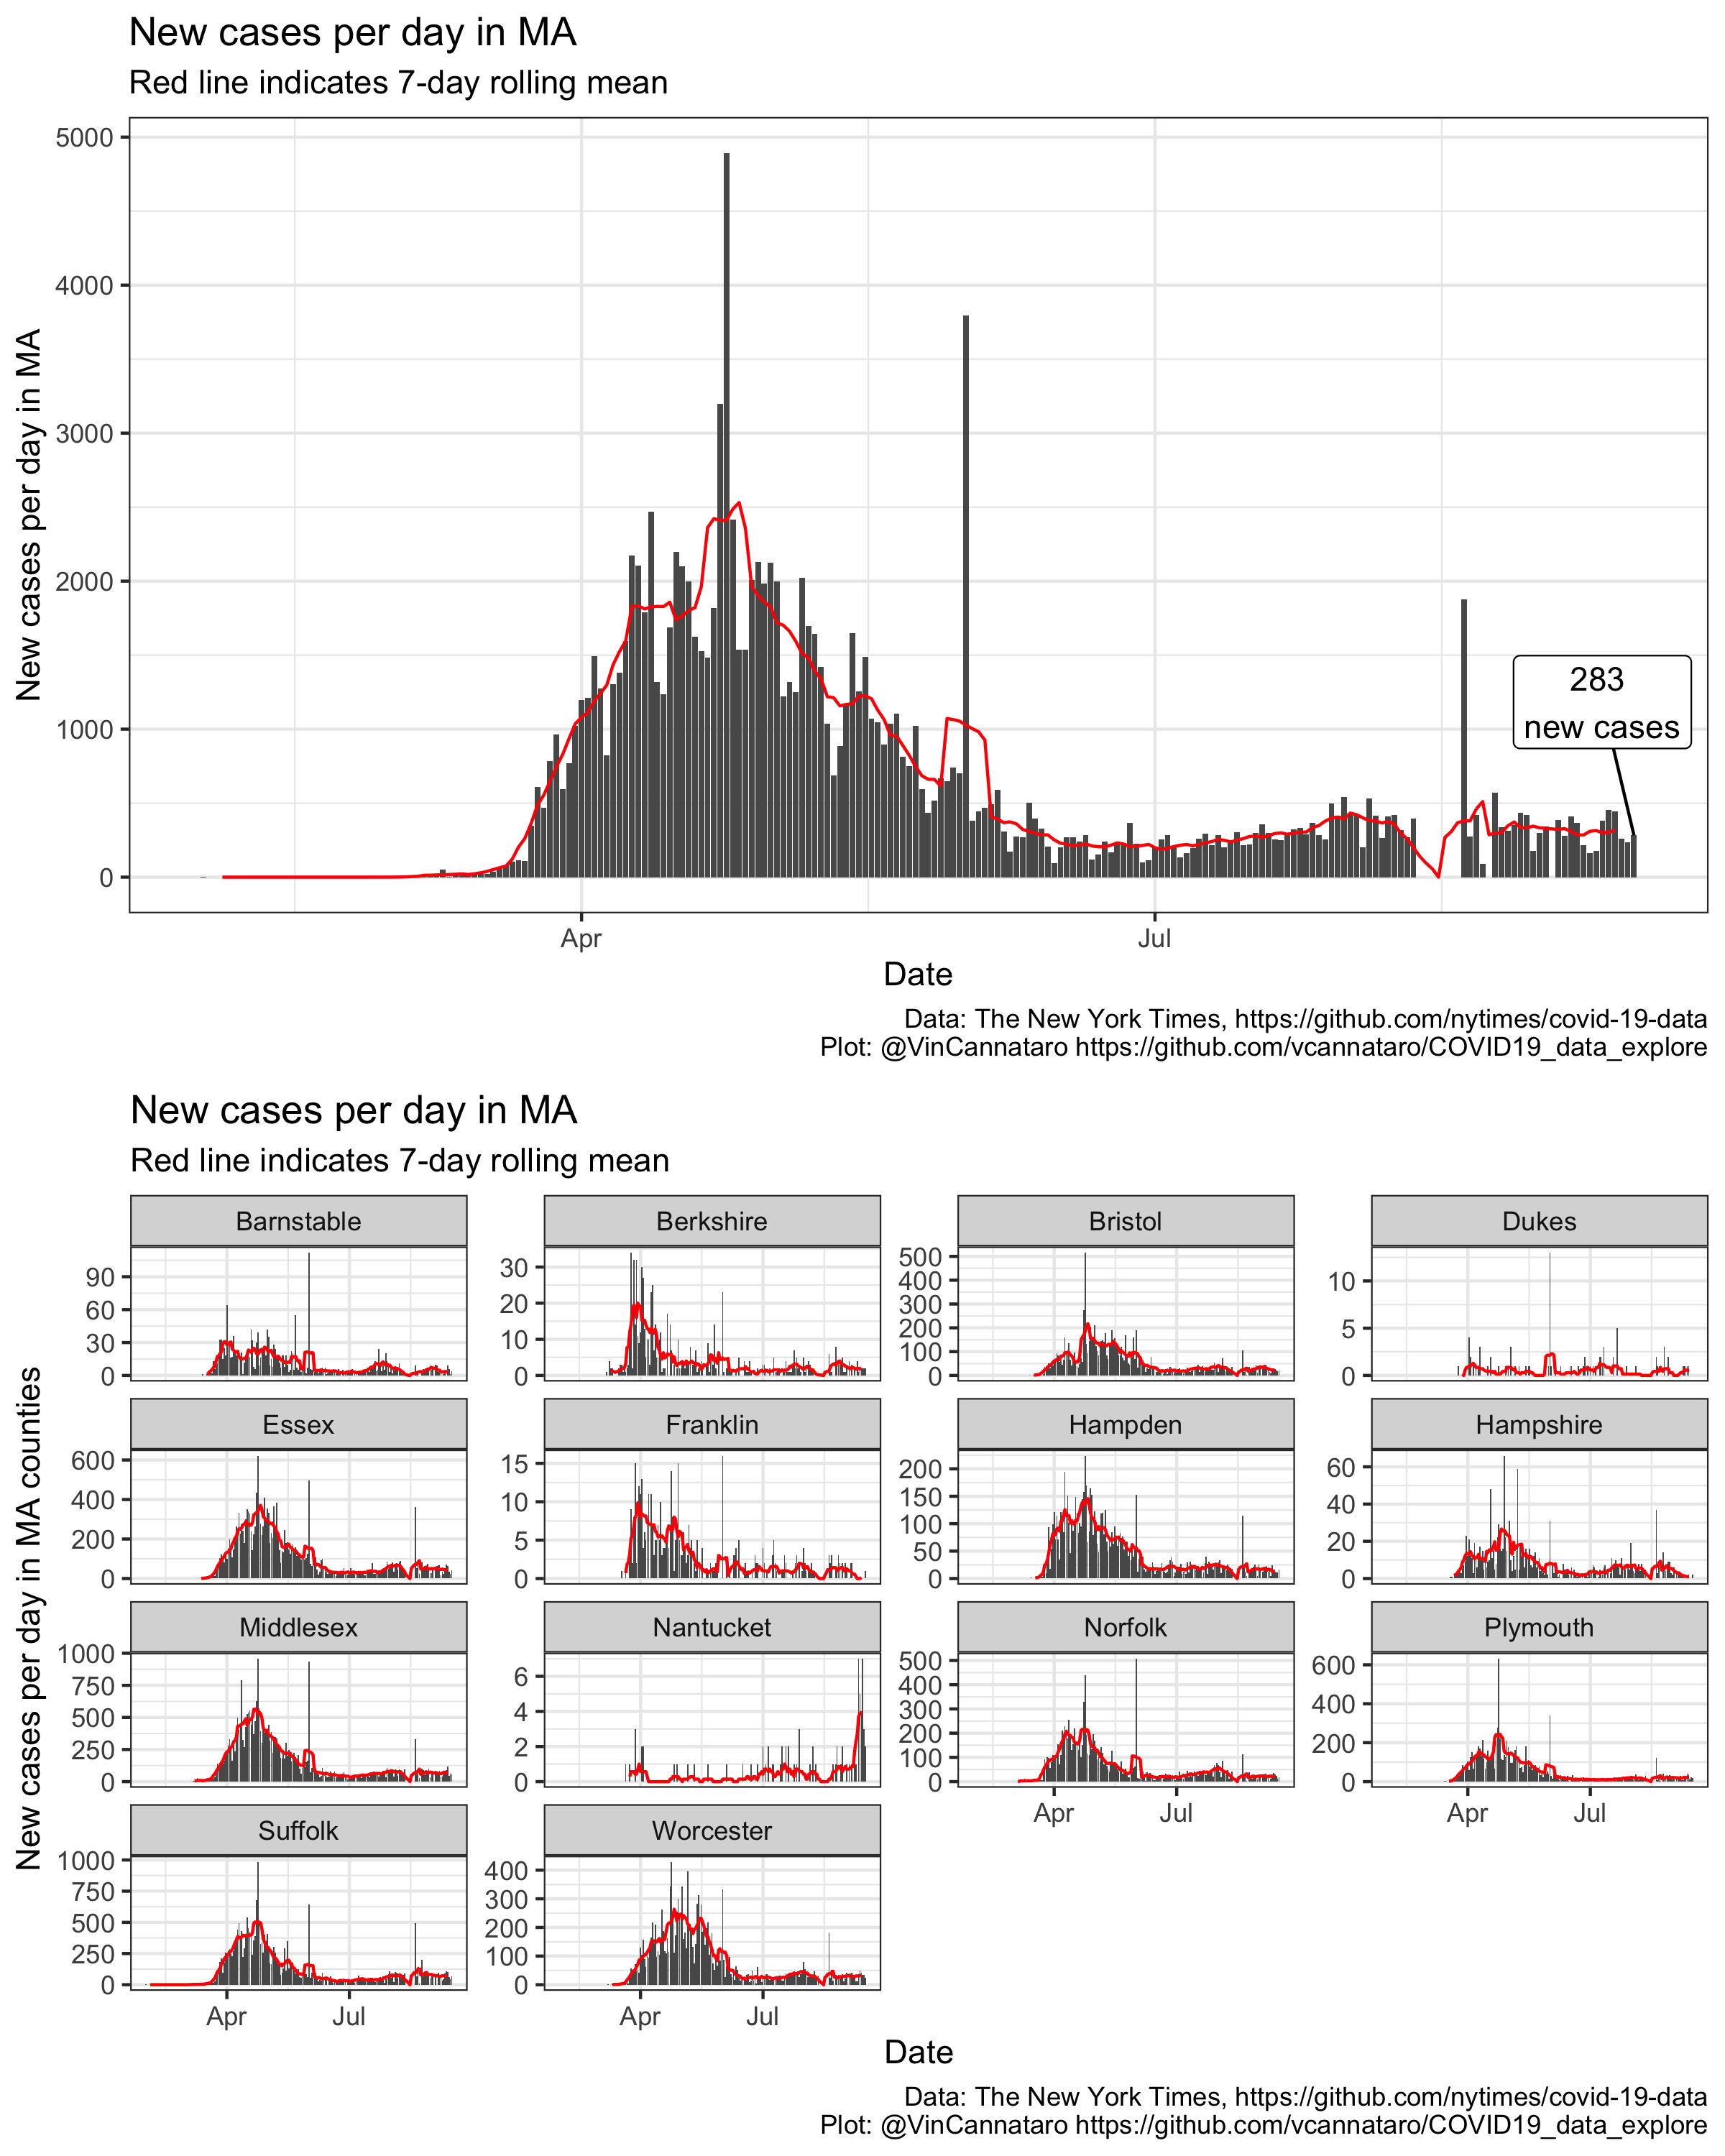 New cases per day in MA
Red line indicates 7-day rolling mean
New cases per day in MA
5000
4000
3000
2000
1000
0
283
new cases
Apr
Jul
Date
Data: The New York Times, https://github.com/nytimes/covid-19-data
Plot: @VinCannataro https://github.com/vcannataro/COVID19_data_explore
New cases per day in MA
Red line indicates 7-day rolling mean
New cases per day in MA counties
Barnstable
90
60
30
0
Berkshire
30
20
10
0
Bristol
500
400
300
200
100
0
Dukes
10
5
0
Essex
600
400
200
0
Franklin
15
10
5
0
Hampden
200
150
100
50
0
Hampshire
60
40
20
0
Middlesex
1000
750
500
250
0
Nantucket
6
4
2
0
Norfolk
500
400
300
200
100
0
Apr
Jul
Plymouth
600
400
200
0
Apr
Jul
Suffolk
1000
750
500
250
0
Apr
Jul
Worcester
400
300
200
100
0
Apr
Jul
Date
Data: The New York Times, https://github.com/nytimes/covid-19-data
Plot: @VinCannataro https://github.com/vcannataro/COVID19_data_explore